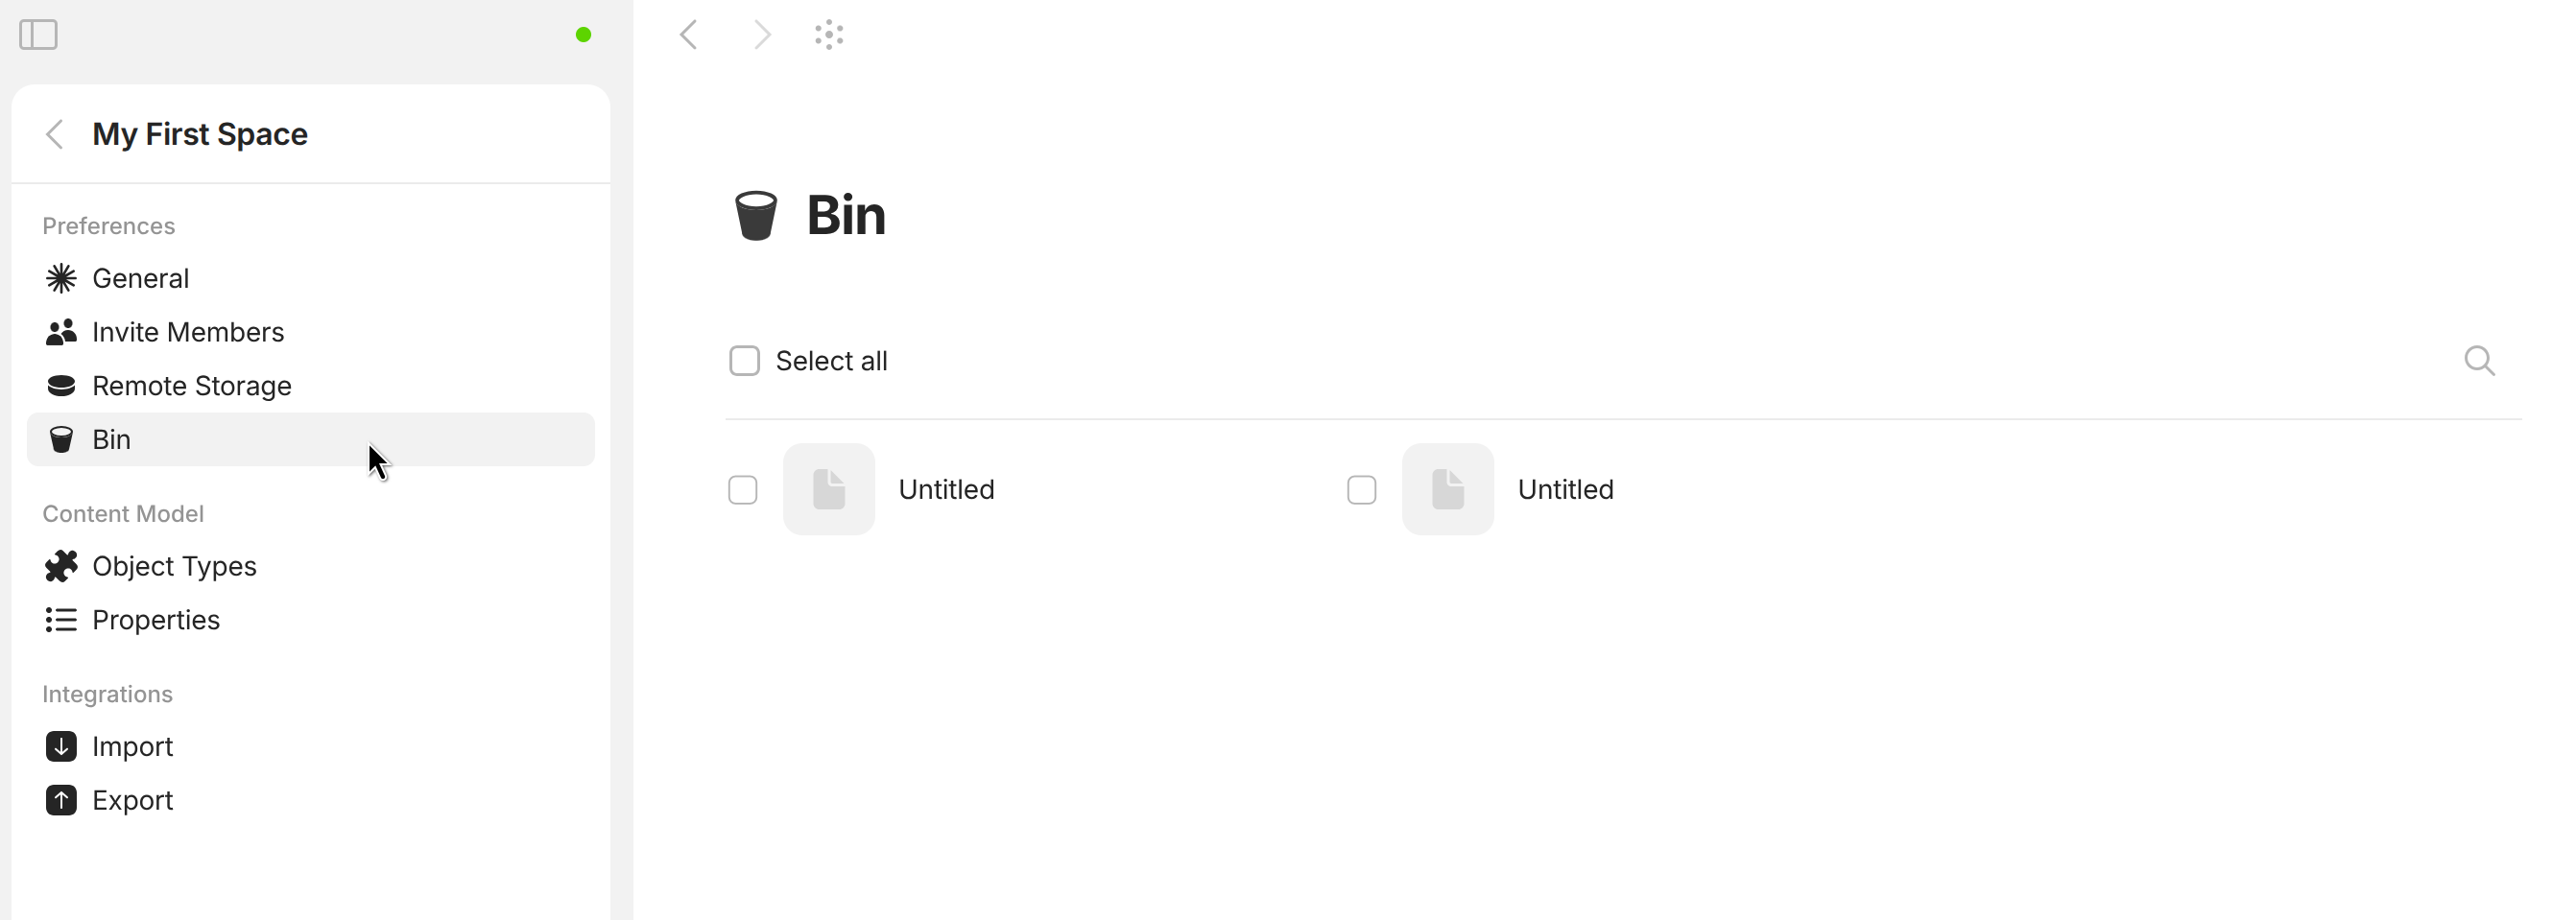 My First Space
Preferences
General
Invite Members
Remote Storage
Bin
Content Model
Object Types
Properties
Integrations
Import
Export
Bin
Select all
Untitled
Untitled